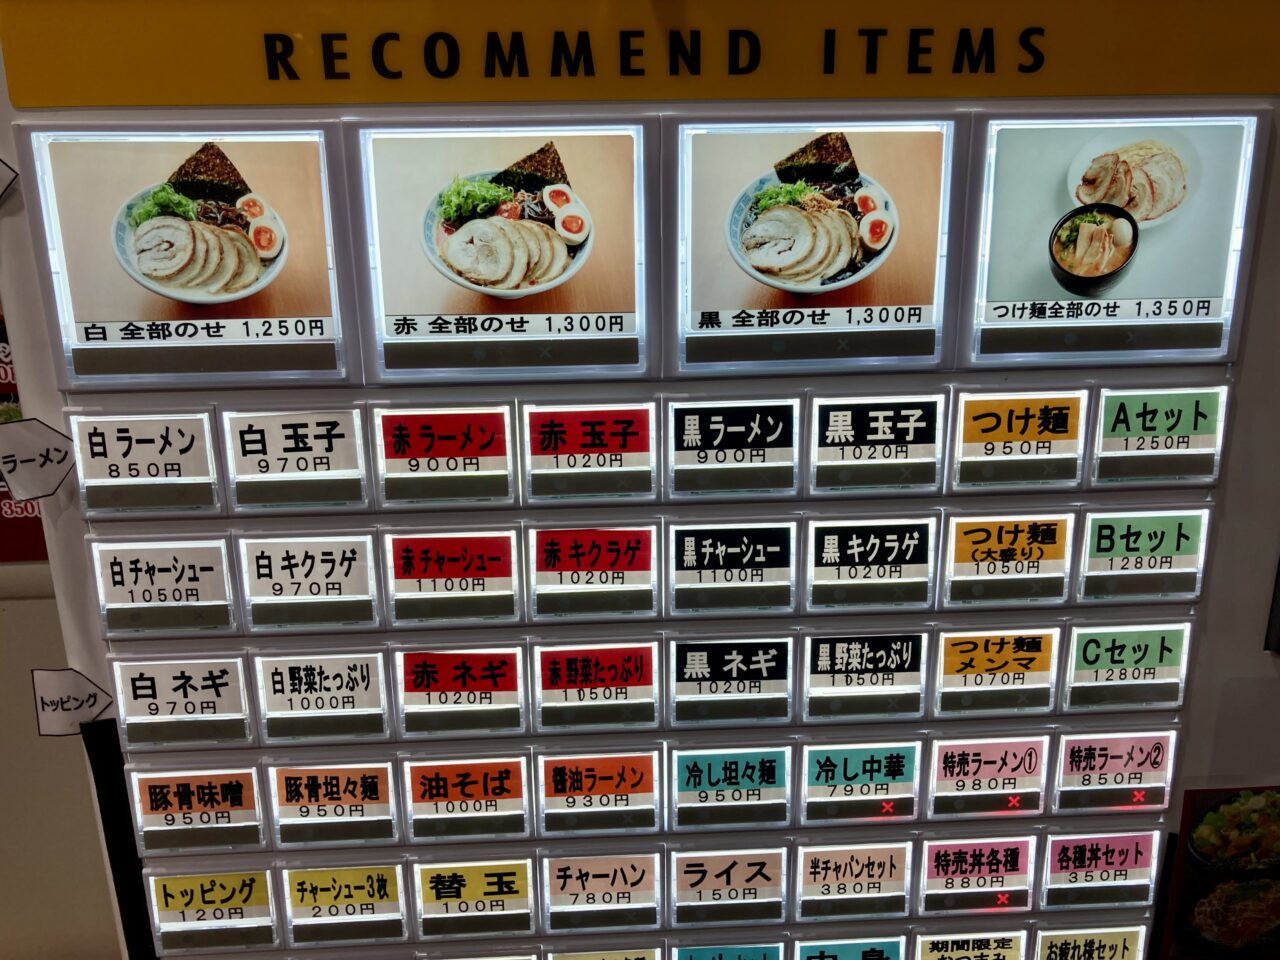 RECOMMEND ITEMS
白 全部のせ 1,250円
赤 全部のせ 1,300円
黒 全部のせ 1,300円
つけ麺全部のせ 1,350円
白 ラーメン
850円
白 玉子
970円
赤 ラーメン
900円
赤 玉子
1020円
黒 ラーメン
900円
黒 玉子
1020円
つけ麺
950円
Aセット
1250円
ラーメン
白 チャーシュー
1050円
白 キクラゲ
970円
赤 チャーシュー
1100円
赤 キクラゲ
1020円
黒 チャーシュー
1100円
黒 キクラゲ
1020円
つけ麺
(大盛り)
1050円
Bセット
1280円
白 ネギ
970円
白 野菜たっぷり
1000円
赤 ネギ
1020円
赤 野菜たっぷり
1050円
黒 ネギ
1020円
黒 野菜たっぷり
1050円
つけ麺
メンマ
1070円
Cセット
1280円
トッピング
豚骨味噌
950円
豚骨坦々麺
950円
油そば
1000円
醤油ラーメン
930円
冷し坦々麺
950円
冷し中華
790円
特売ラーメン①
980円
特売ラーメン②
850円
トッピング
120円
チャーシュー3枚
200円
替 玉
100円
チャーハン
780円
ライス
150円
半チャパンセット
380円
特売丼各種
880円
各種丼セット
350円
期間限定
おつまみ
お疲れ様セット